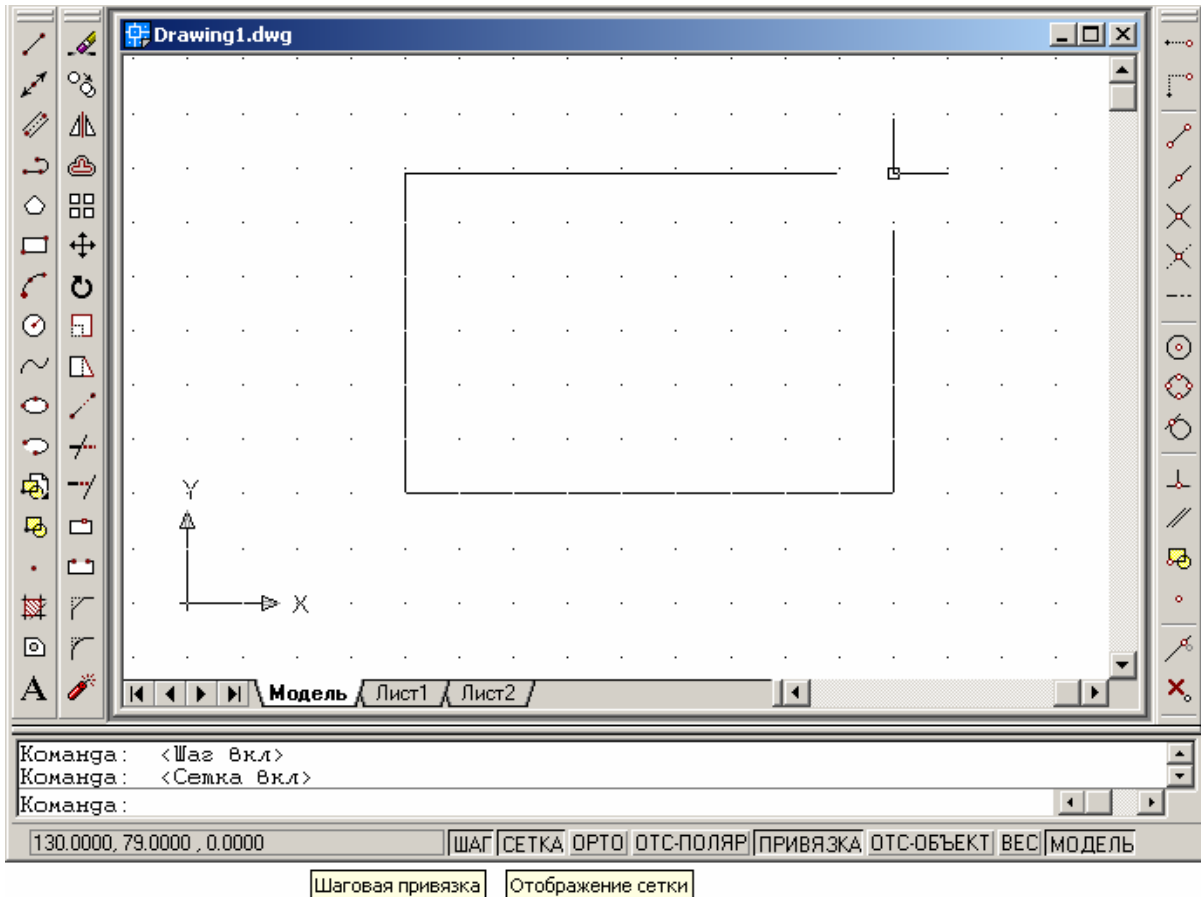 Drawing1.dwg
Y
X
A
Модель Лист1 Лист2
Команда: <Шаг вкл>
Команда: <Сетка вкл>
Команда:
130.0000, 79.0000 , 0.0000 ШАГ СЕТКА ОРТО ОТС-ПОЛЯР ПРИВЯЗКА ОТС-ОБЪЕКТ ВЕС МОДЕЛЬ
Шаговая привязка Отображение сетки